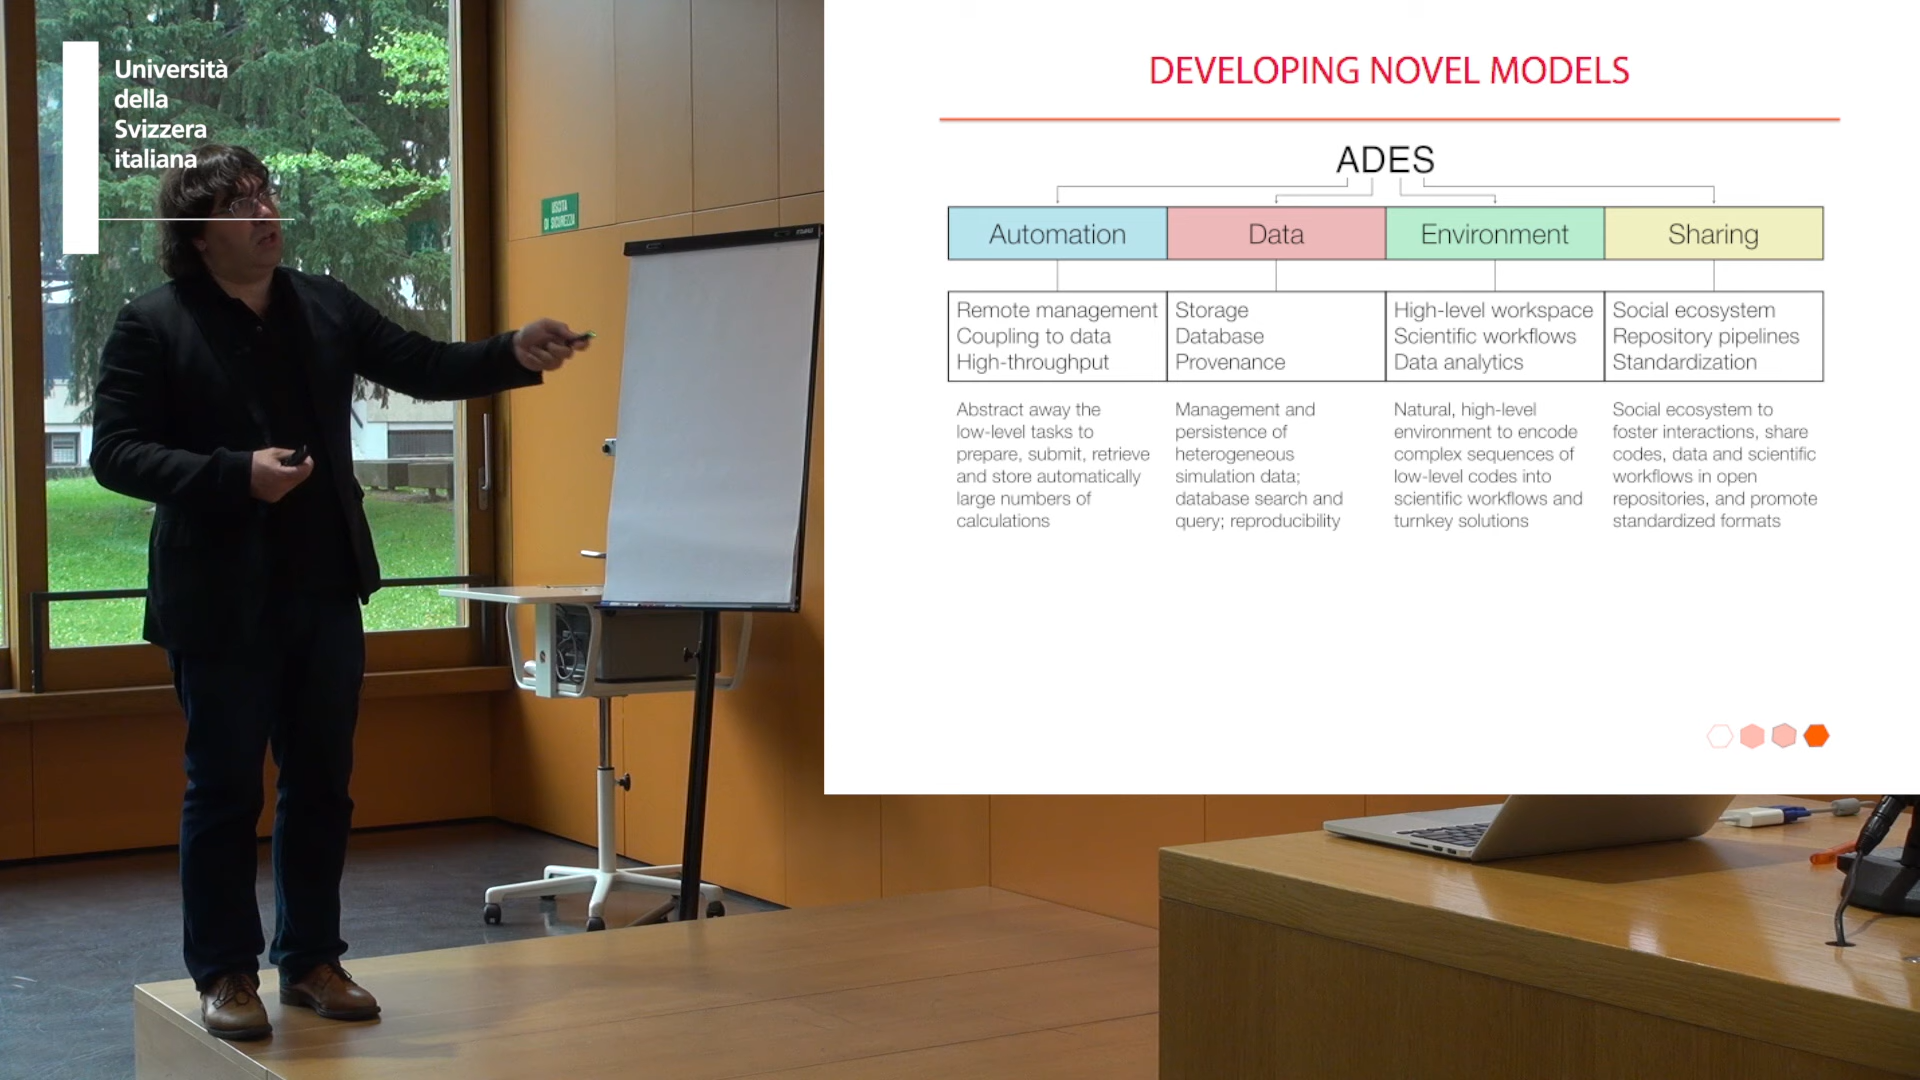 Università
della
Svizzera
italiana
USCITA
DI SICUREZZA
DEVELOPING NOVEL MODELS
ADES
Automation
Data
Environment
Sharing
Remote management
Coupling to data
High-throughput
Storage
Database
Provenance
High-level workspace
Scientific workflows
Data analytics
Social ecosystem
Repository pipelines
Standardization
Abstract away the
low-level tasks to
prepare, submit, retrieve
and store automatically
large numbers of
calculations
Management and
persistence of
heterogeneous
simulation data;
database search and
query; reproducibility
Natural, high-level
environment to encode
complex sequences of
low-level codes into
scientific workflows and
turnkey solutions
Social ecosystem to
foster interactions, share
codes, data and scientific
workflows in open
repositories, and promote
standardized formats